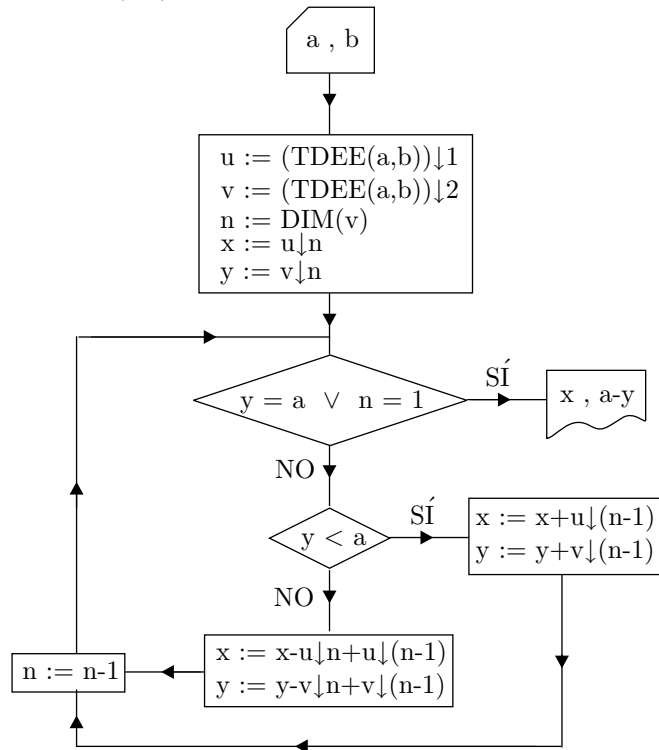 a , b
u := (TDEE(a,b))↓1
v := (TDEE(a,b))↓2
n := DIM(v)
x := u↓n
y := v↓n
y = a ∨ n = 1
SÍ
x , a-y
NO
y < a
SÍ
x := x+u↓(n-1)
y := y+v↓(n-1)
NO
x := x-u↓n+u↓(n-1)
y := y-v↓n+v↓(n-1)
n := n-1